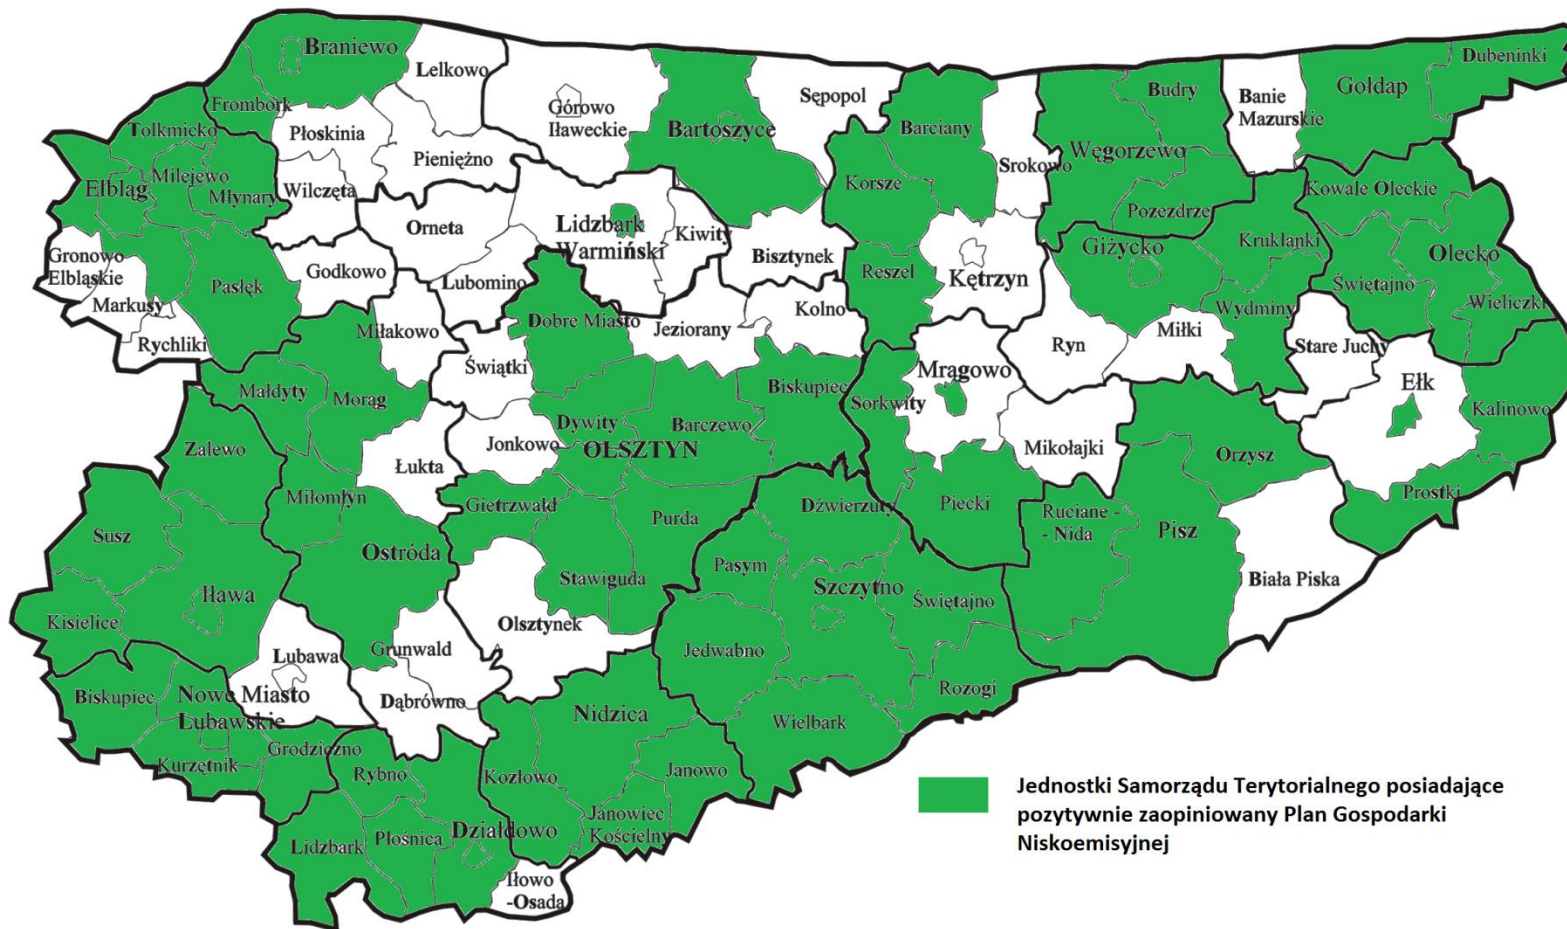 Braniewo
Lelkowo
Frombork
Płoskinia
Pieniężno
Tolkmicko
Milejewo
Elbląg
Młynary
Wilczęta
Orneta
Gronowo
Elbląskie
Markusy
Rychliki
Pasłęk
Godkowo
Górowo
Iławeckie
Bartoszyce
Sępopol
Lidzbark
Warmiński
Kiwity
Bisztynek
Lubomino
Barciany
Srokowo
Korsze
Reszel
Kętrzyn
Węgorzewo
Budry
Pozezdrze
Banie
Mazurskie
Gołdap
Dubeninki
Kowale Oleckie
Olecko
Świętajno
Wieliczki
Giżycko
Kruklanki
Wydminy
Miłki
Ryn
Stare Juchy
Ełk
Kalinowo
Prostki
Miłakowo
Małdyty
Morąg
Łukta
Miłomłyn
Ostróda
Grunwald
Dąbrówno
Dobre Miasto
Jeziorany
Kolno
Świątki
Dywity
Barczewo
Biskupiec
Jonkowo
OLSZTYN
Gietrzwałd
Purda
Stawiguda
Olsztynek
Mrągowo
Sorkwity
Mikołajki
Piecki
Orzysz
Ruciane -
- Nida
Pisz
Biała Piska
Zalewo
Susz
Iława
Kisielice
Lubawa
Dźwierzuty
Pasym
Szczytno
Świętajno
Jedwabno
Rozogi
Wielbark
Biskupiec
Nowe Miasto
Lubawskie
Kurzętnik
Grodziczno
Rybno
Lidzbark
Płośnica
Działdowo
Iłowo
-Osada
Nidzica
Kozłowo
Janowo
Janowiec
Kościelny
Jednostki Samorządu Terytorialnego posiadające
pozytywnie zaopiniowany Plan Gospodarki
Niskoemisyjnej